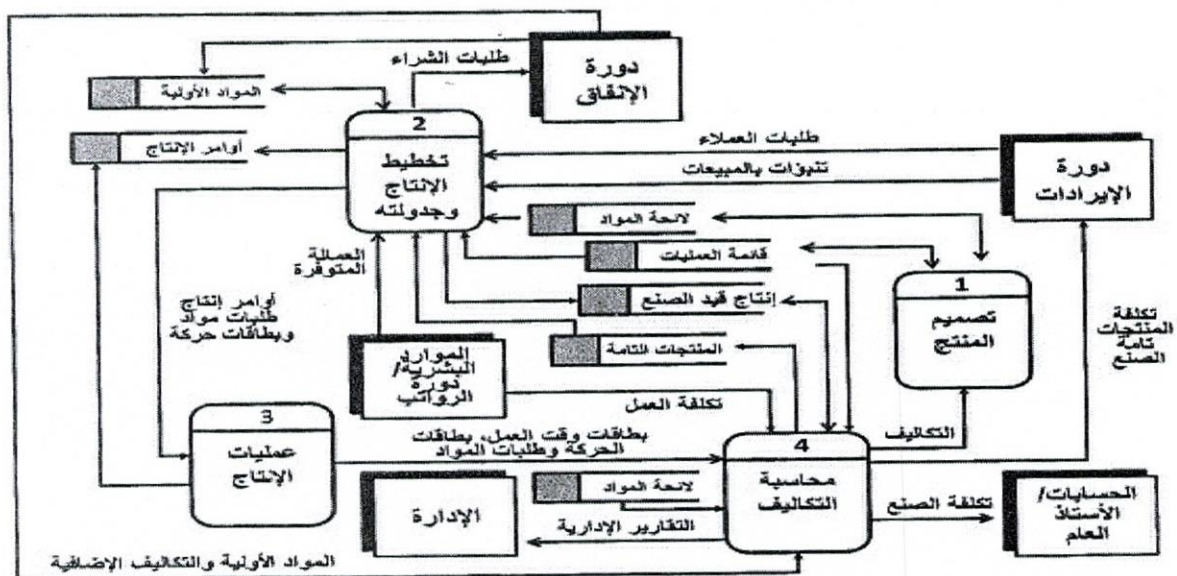 دورة
الإنفاق
طلبات الشراء
المواد الأولية
2
تخطيط
الإنتاج
وجدولته
أوامر الإنتاج
طلبات العملاء
تنبؤات بالمبيعات
دورة
الإيرادات
لائحة المواد
قائمة العمليات
إنتاج قيد الصنع
المنتجات التامة
1
تصميم
المنتج
العمالة
المتوفرة
أوامر إنتاج
طلبات مواد
وبطاقات حركة
تكلفة
المنتجات
تامة
الصنع
الموارد
البشرية/
دورة
الرواتب
تكلفة العمل
التكاليف
3
عمليات
الإنتاج
بطاقات وقت العمل، بطاقات
الحركة وطلبات المواد
4
محاسبة
التكاليف
لائحة المواد
الإدارة
التقارير الإدارية
تكلفة الصنع
الحسابات/
الأستاذ
العام
المواد الأولية والتكاليف الإضافية